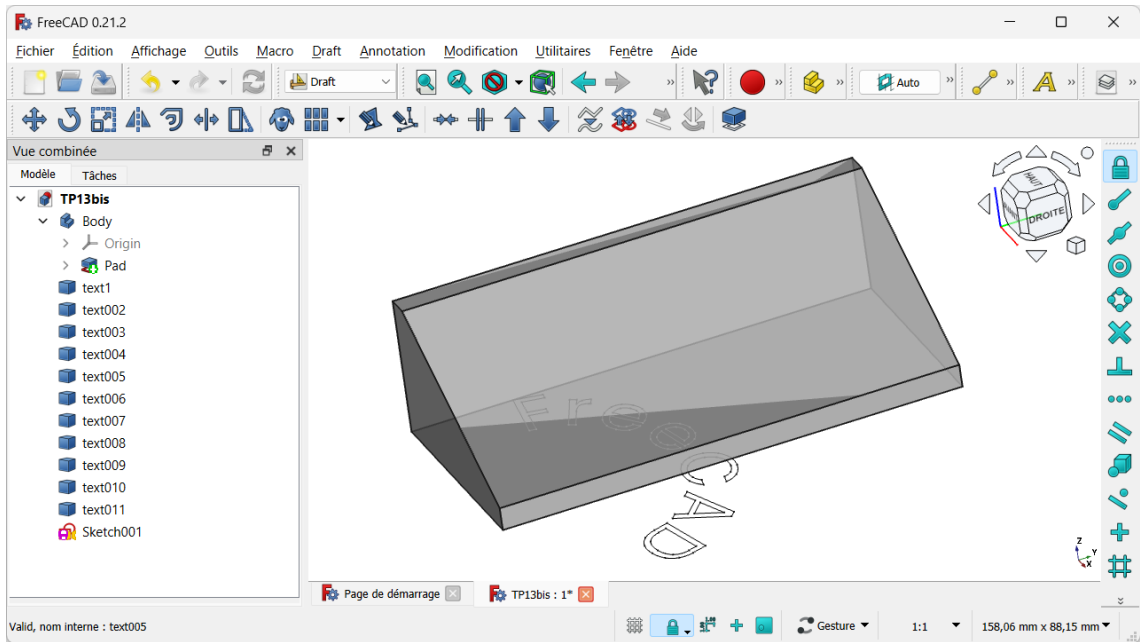 FreeCAD 0.21.2
Fichier Édition Affichage Outils Macro Draft Annotation Modification Utilitaires Fenêtre Aide
Draft Auto A
Vue combinée
Modèle Tâches
TP13bis
Body
Origin
Pad
text1
text002
text003
text004
text005
text006
text007
text008
text009
text010
text011
Sketch001
HAUT
DROITE
FreeCAD
Z
Y
X
Page de démarrage TP13bis : 1*
Valid, nom interne : text005 Gesture 1:1 158,06 mm x 88,15 mm